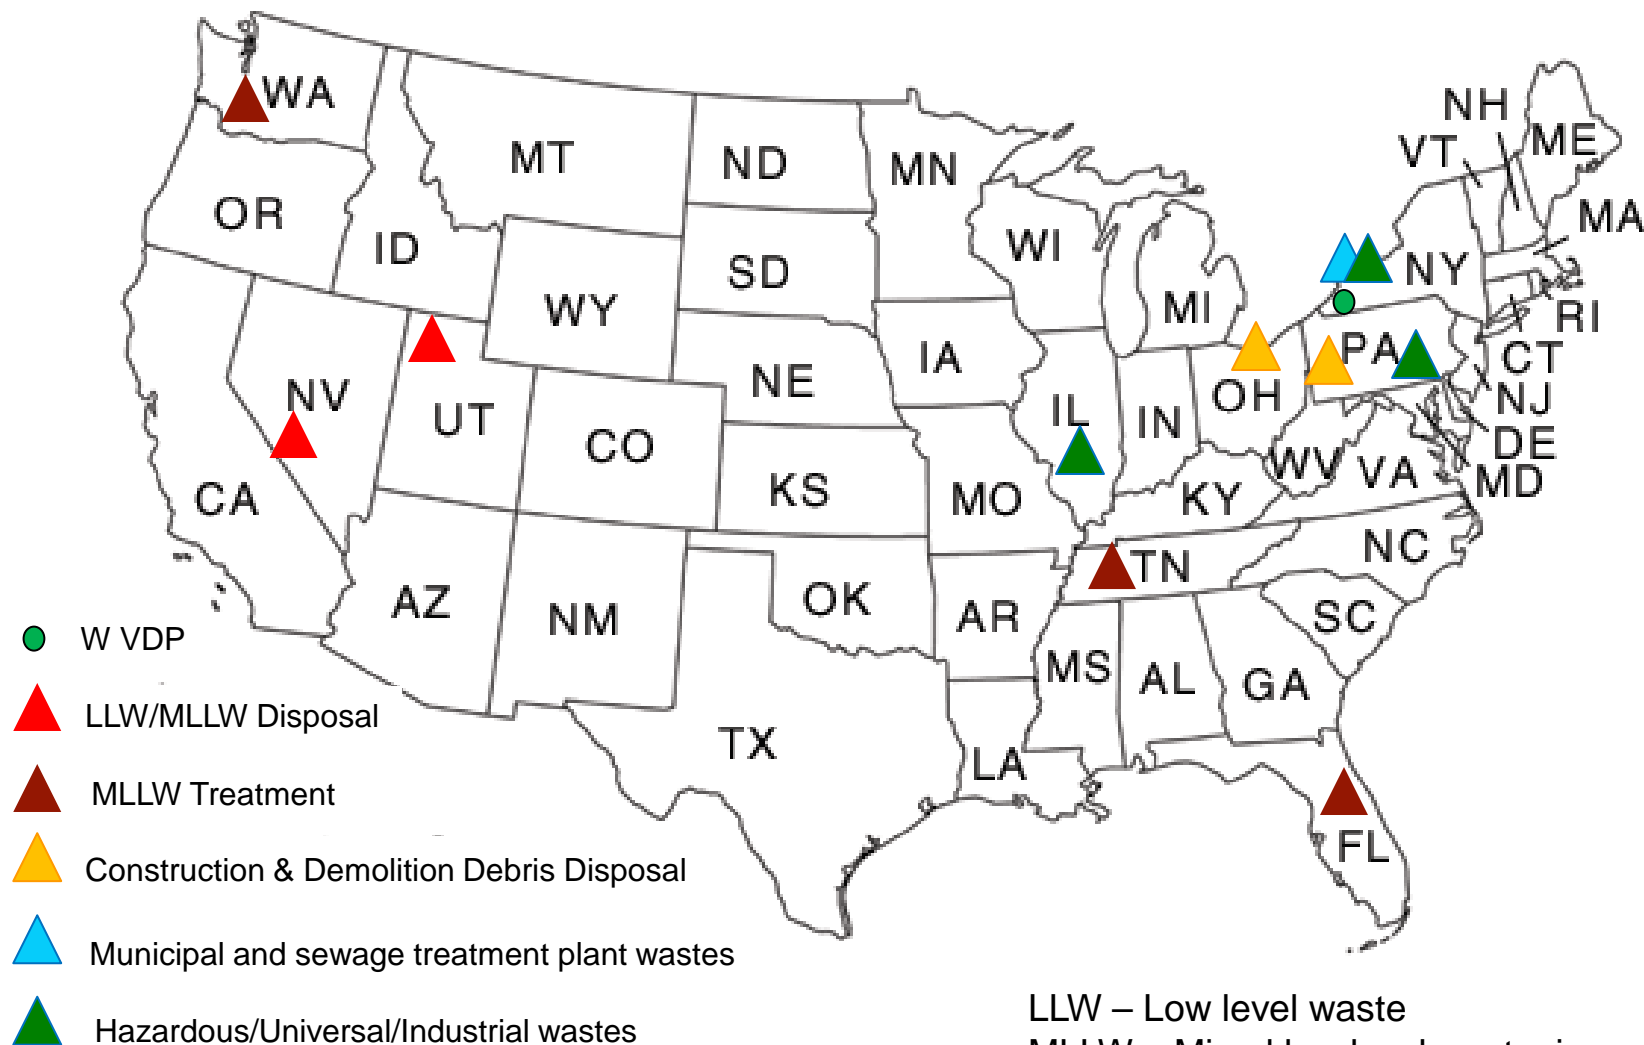 WA
MT
ND
MN
OR
ID
WY
SD
WI
MI
NH
VT
ME
MA
NY
RI
CT
NJ
DE
MD
PA
OH
IN
IL
IA
NE
NV
UT
CO
CA
KS
MO
KY
WV
VA
NC
TN
SC
AZ
NM
OK
AR
MS
AL
GA
TX
LA
FL
W VDP
LLW/MLLW Disposal
MLLW Treatment
Construction & Demolition Debris Disposal
Municipal and sewage treatment plant wastes
Hazardous/Universal/Industrial wastes
LLW – Low level waste